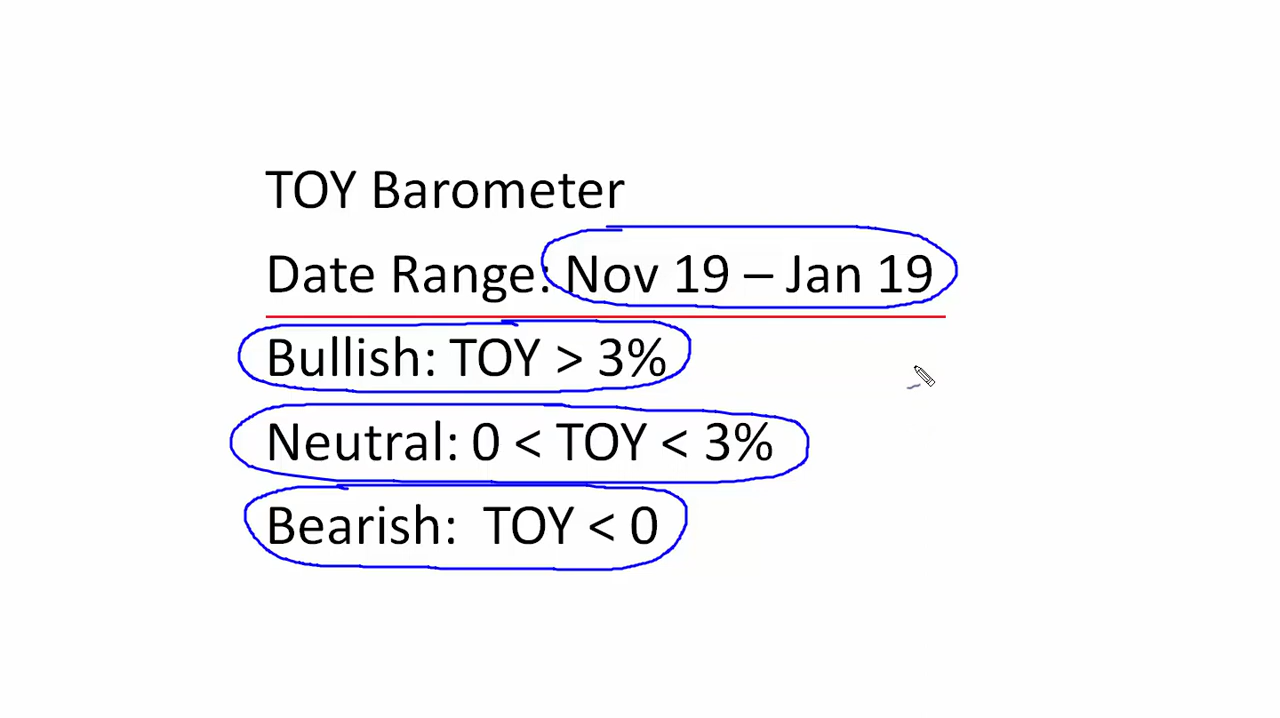 TOY Barometer
Date Range: Nov 19 – Jan 19
Bullish: TOY > 3%
Neutral: 0 < TOY < 3%
Bearish:  TOY < 0